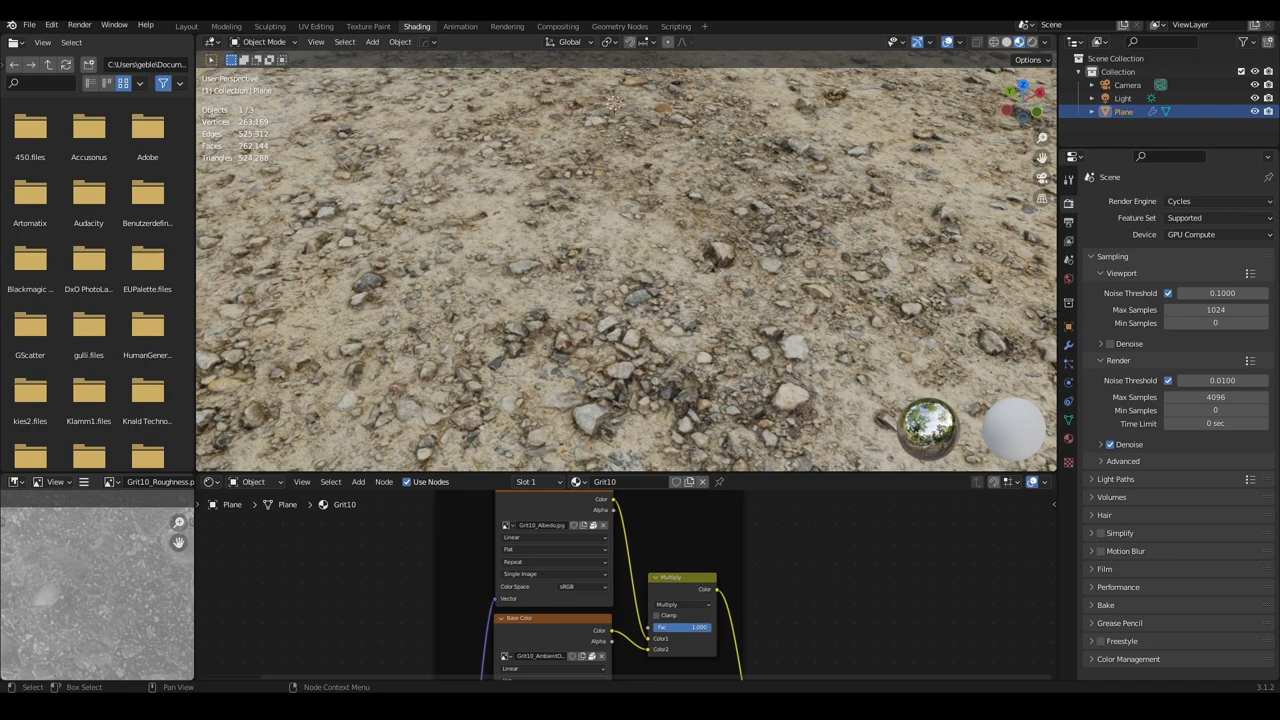 File Edit Render Window Help
Layout Modeling Sculpting UV Editing Texture Paint Shading Animation Rendering Compositing Geometry Nodes Scripting +
Scene
ViewLayer
View Select
C:\Users\geble\Docum...
450.files
Accusonus
Adobe
Artomatix
Audacity
Benutzerdefin...
Blackmagic ...
DxO PhotoLa...
EUPalette.files
GScatter
gulli.files
HumanGener...
kies2.files
Klamm1.files
Knald Techno...
Object Mode View Select Add Object
Global
Options
User Perspective
(1) Collection | Plane
Objects 1 / 3
Vertices 263,169
Edges 525,312
Faces 262,144
Triangles 524,288
Scene Collection
Collection
Camera
Light
Plane
Scene
Render Engine Cycles
Feature Set Supported
Device GPU Compute
Sampling
Viewport
Noise Threshold 0.1000
Max Samples 1024
Min Samples 0
Denoise
Render
Noise Threshold 0.0100
Max Samples 4096
Min Samples 0
Time Limit 0 sec
Denoise
Advanced
Light Paths
Volumes
Hair
Simplify
Motion Blur
Film
Performance
Bake
Grease Pencil
Freestyle
Color Management
View
Grit10_Roughness.p
Object View Select Add Node Use Nodes
Slot 1
Grit10
Plane > Plane > Grit10
Color
Alpha
Grit10_Albedo.jpg
Linear
Flat
Repeat
Single Image
Color Space sRGB
Vector
Base Color
Color
Alpha
Grit10_AmbientO...
Linear
Multiply
Color
Multiply
Clamp
Fac 1.000
Color1
Color2
Select Box Select Pan View Node Context Menu
3.1.2